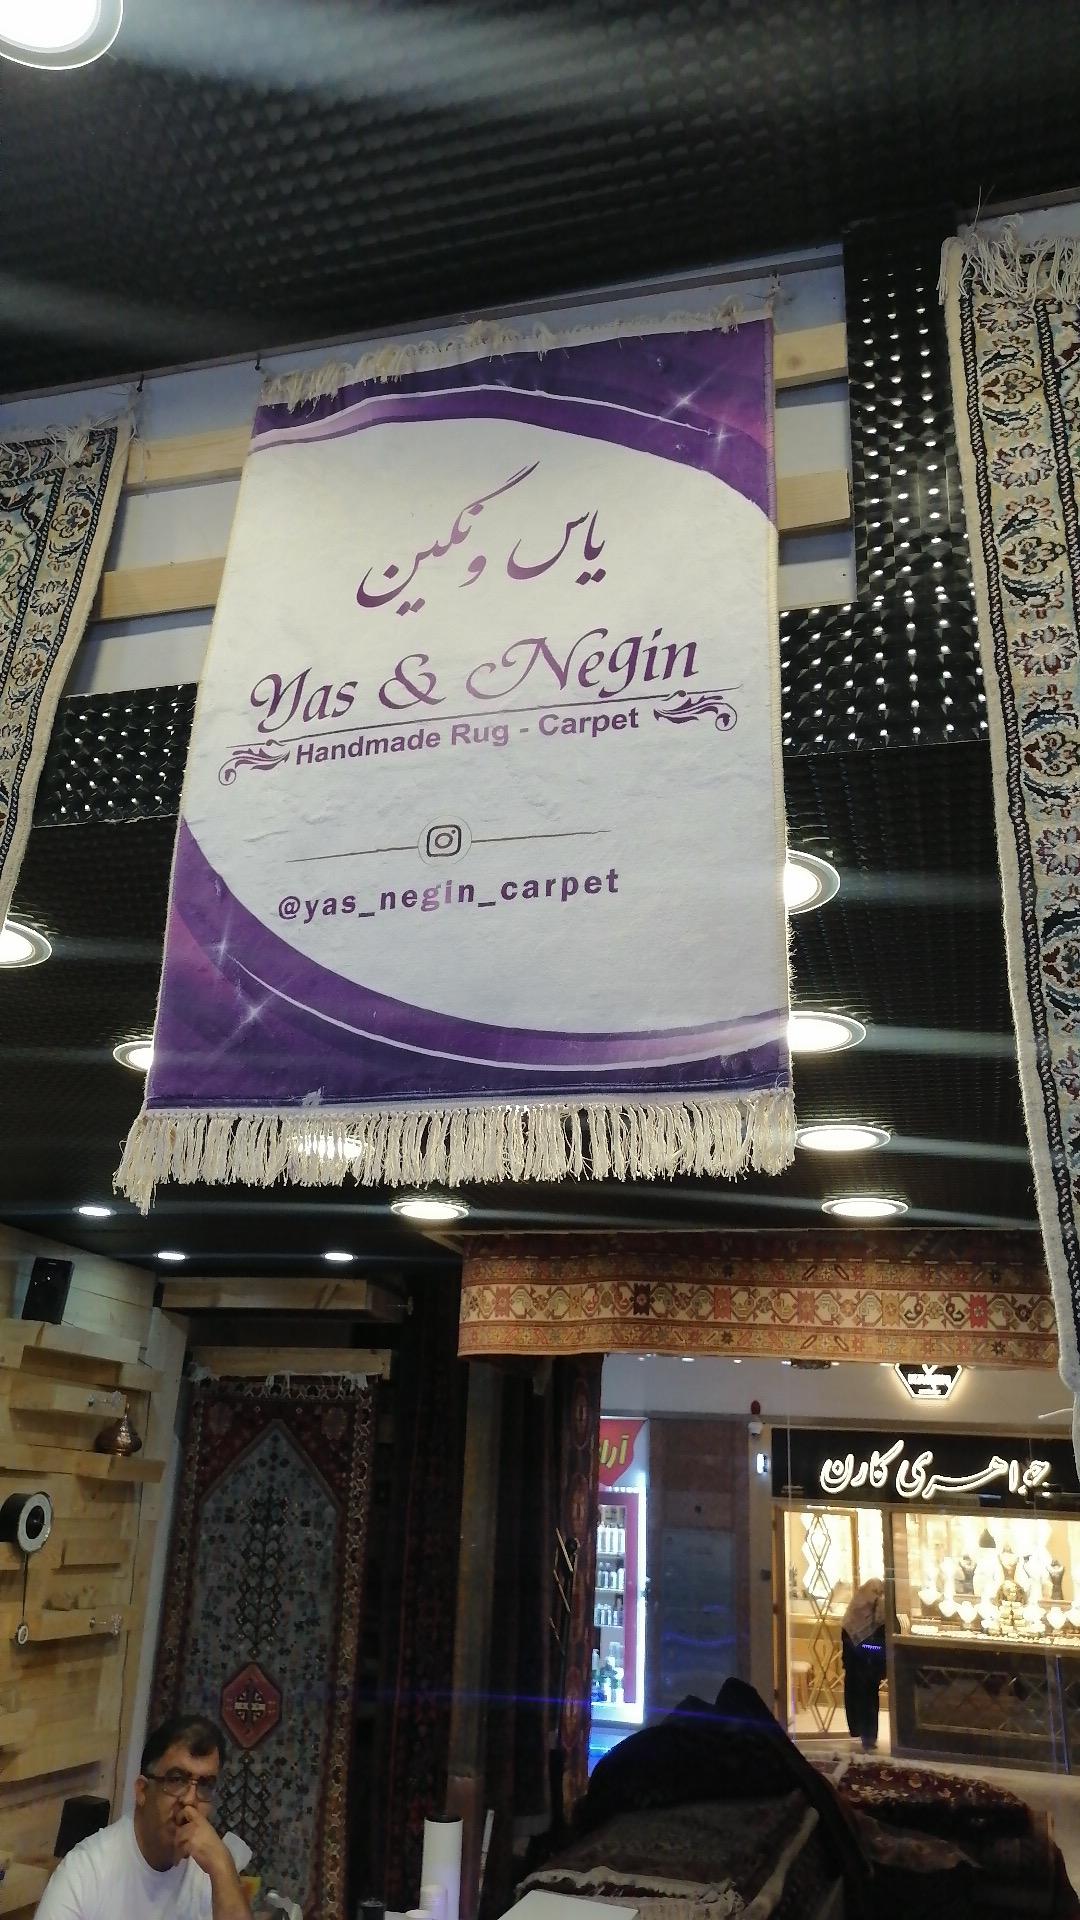 یاس و نگین
Yas & Negin
Handmade Rug - Carpet
@yas_negin_carpet
جواهری کارن